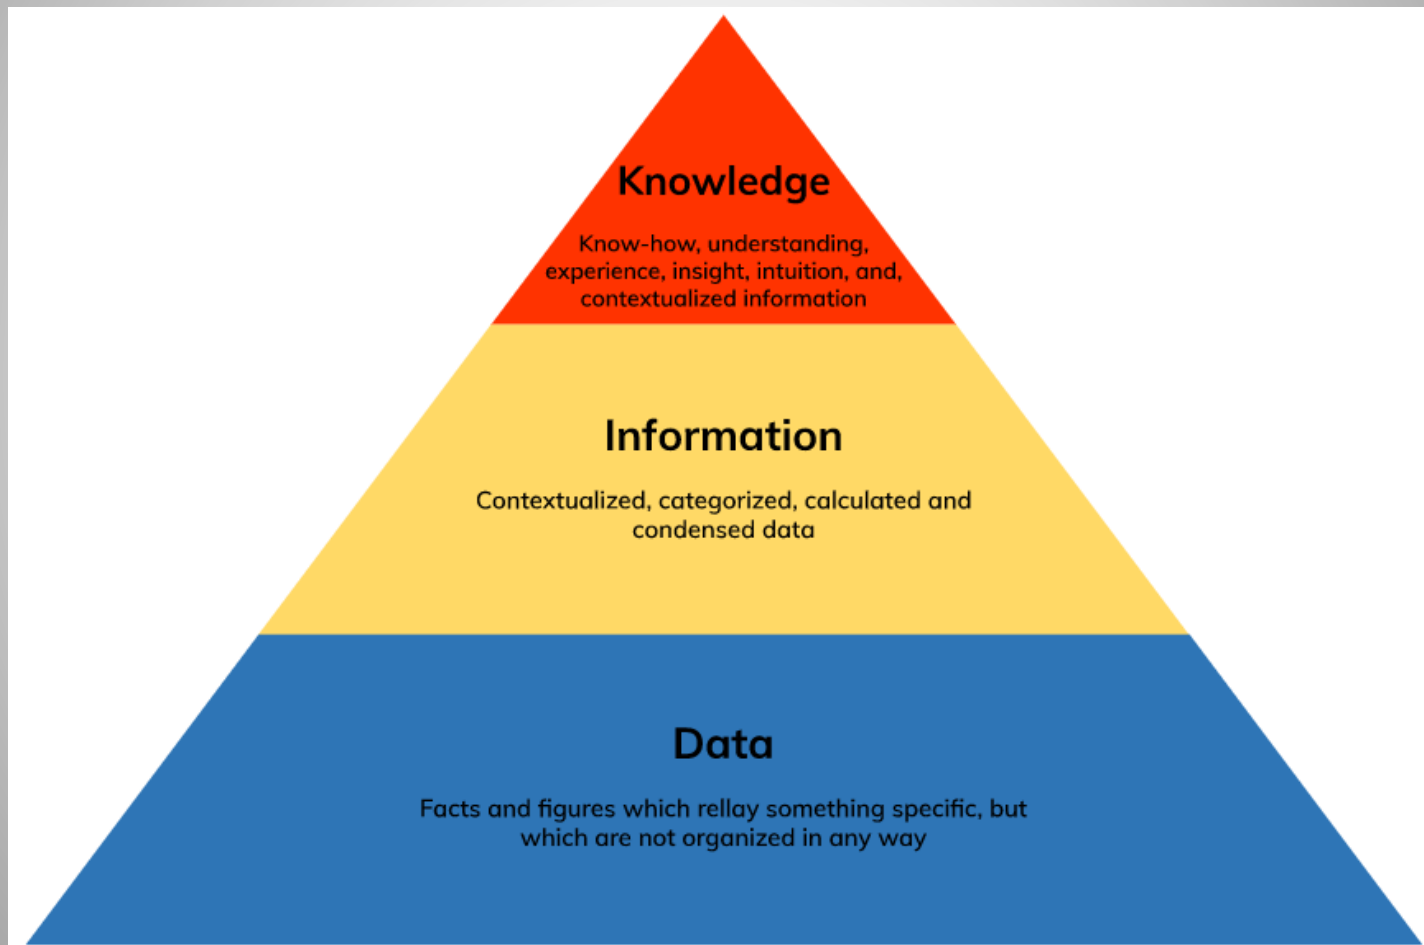 Knowledge
Know-how, understanding,
experience, insight, intuition, and,
contextualized information
Information
Contextualized, categorized, calculated and
condensed data
Data
Facts and figures which rellay something specific, but
which are not organized in any way